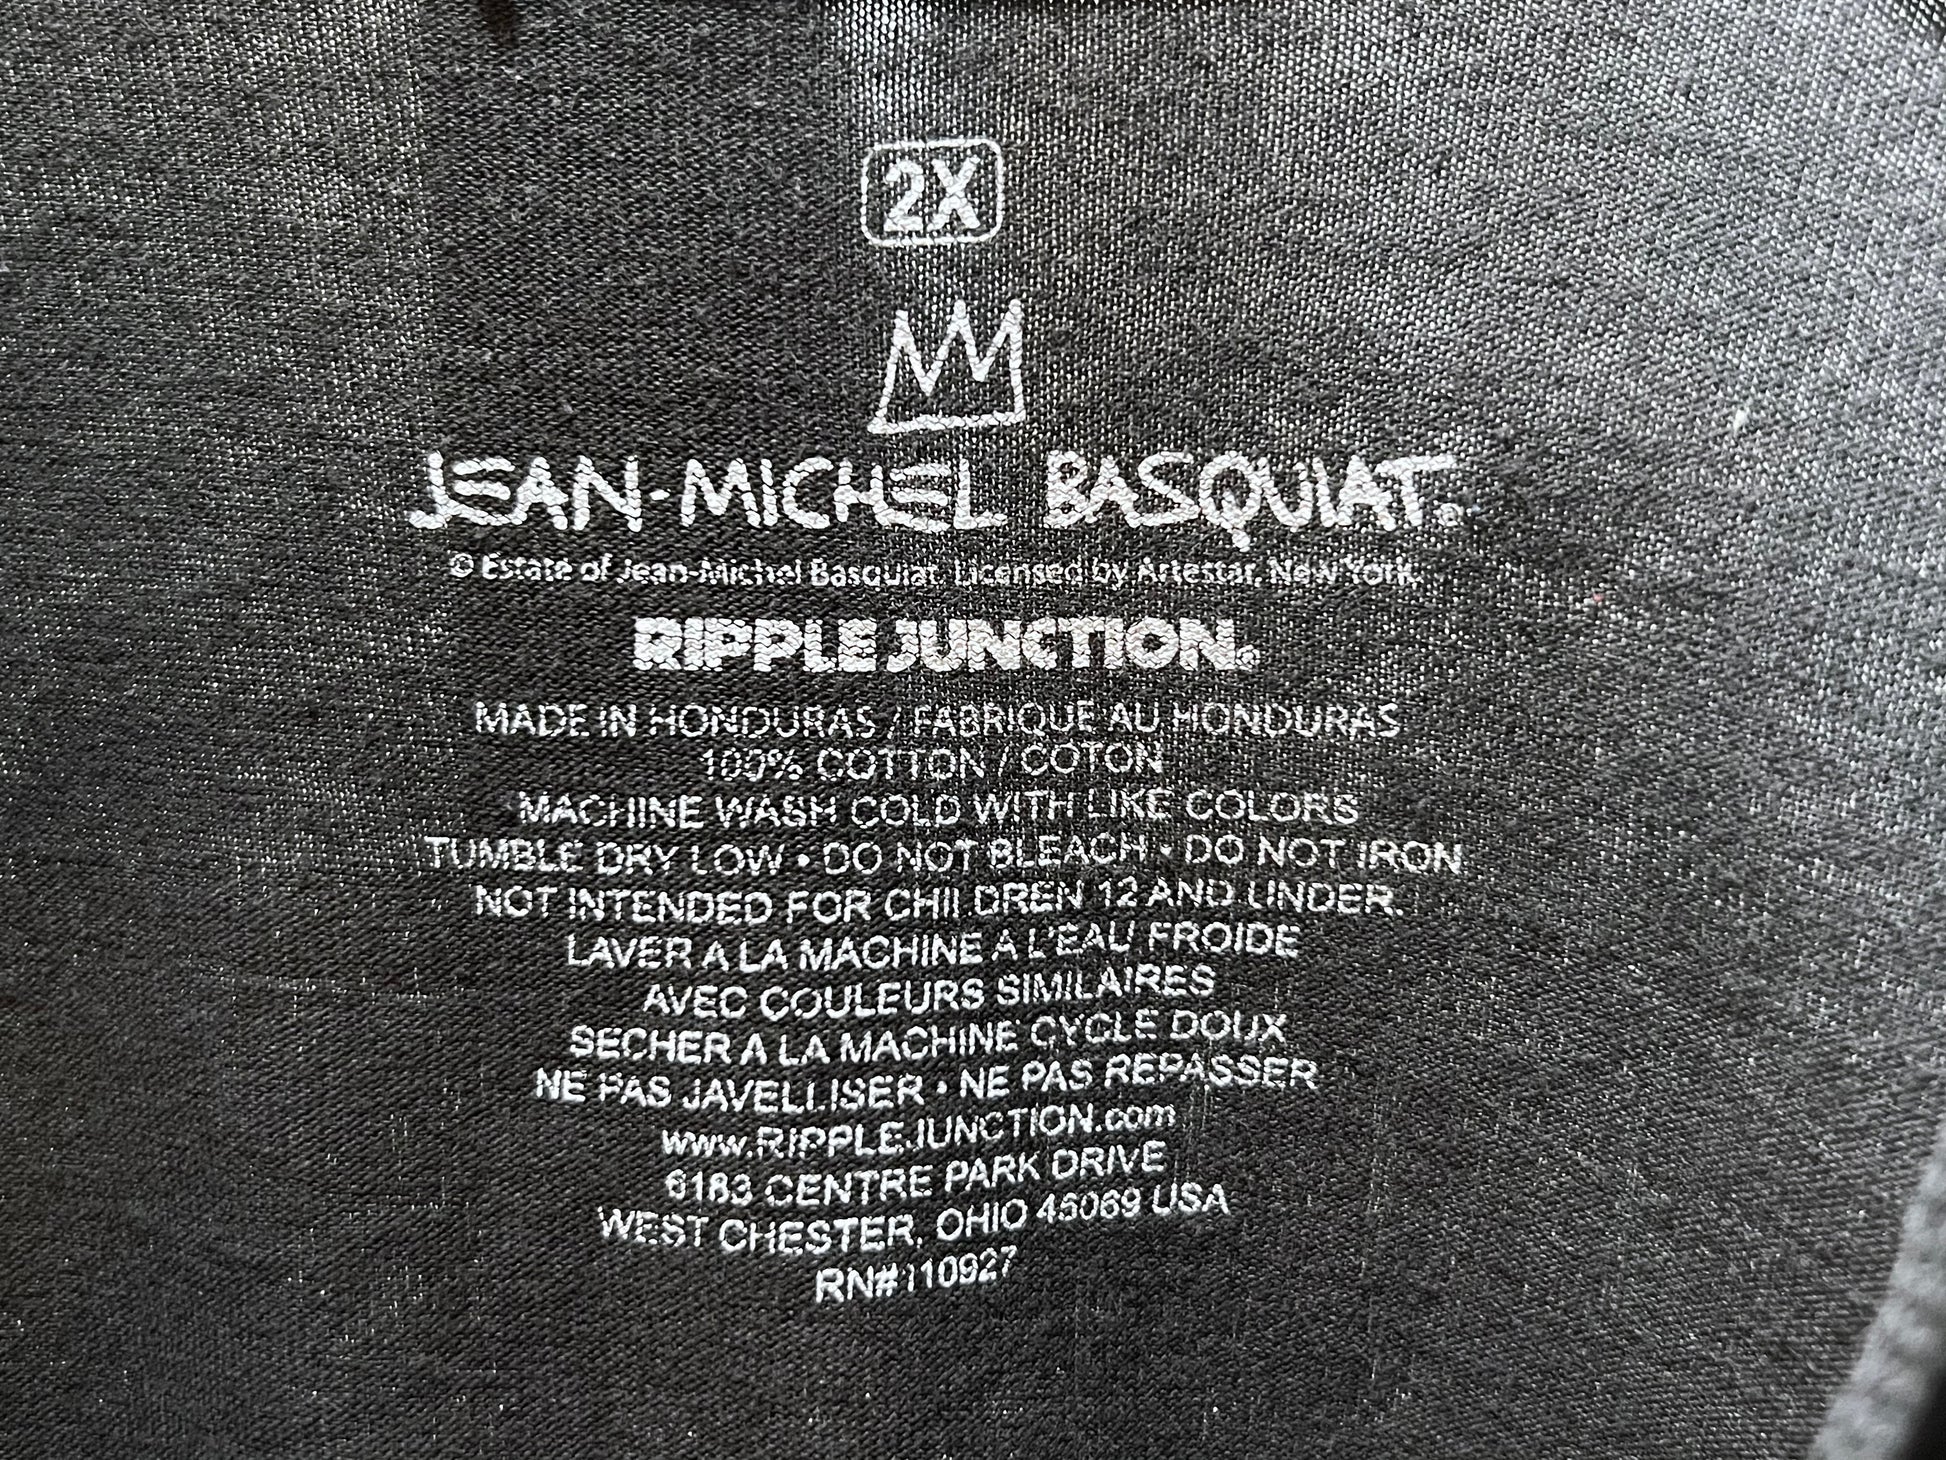 2X
JEAN-MICHEL BASQUIAT®
© Estate of Jean-Michel Basquiat. Licensed by Artestar, New York.
RIPPLE JUNCTION®
MADE IN HONDURAS / FABRIQUE AU HONDURAS
100% COTTON / COTON
MACHINE WASH COLD WITH LIKE COLORS
TUMBLE DRY LOW • DO NOT BLEACH • DO NOT IRON
NOT INTENDED FOR CHILDREN 12 AND UNDER.
LAVER A LA MACHINE A L'EAU FROIDE
AVEC COULEURS SIMILAIRES
SECHER A LA MACHINE CYCLE DOUX
NE PAS JAVELLISER • NE PAS REPASSER
www.RIPPLEJUNCTION.com
6183 CENTRE PARK DRIVE
WEST CHESTER, OHIO 45069 USA
RN#110927